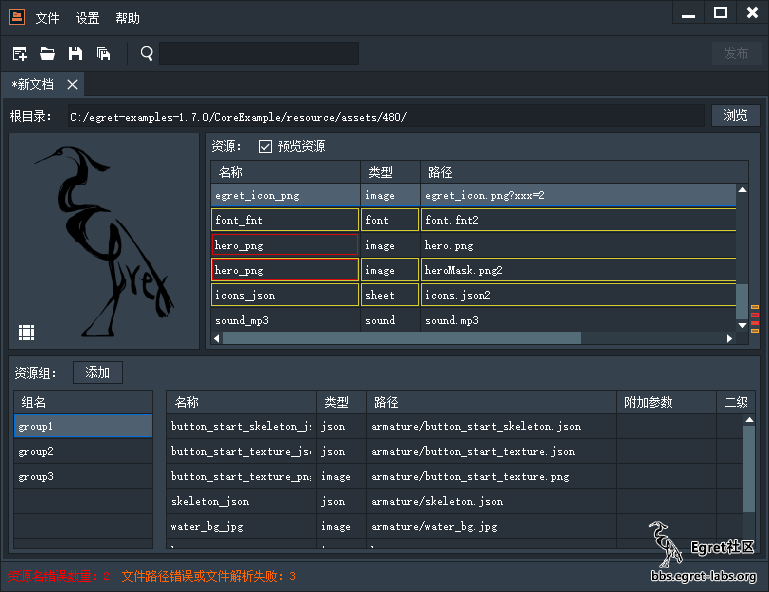 文件 设置 帮助
发布
*新文档
根目录： C:/egret-examples-1.7.0/CoreExample/resource/assets/480/ 浏览
Egret
资源： 预览资源
名称 类型 路径
egret_icon_png image egret_icon.png?xxx=2
font_fnt font font.fnt2
hero_png image hero.png
hero_png image heroMask.png2
icons_json sheet icons.json2
sound_mp3 sound sound.mp3
资源组： 添加
组名
group1
group2
group3
名称 类型 路径 附加参数 二级
button_start_skeleton_j json armature/button_start_skeleton.json
button_start_texture_js json armature/button_start_texture.json
button_start_texture_pn image armature/button_start_texture.png
skeleton_json json armature/skeleton.json
water_bg_jpg image armature/water_bg.jpg
资源名错误数量：2 文件路径错误或文件解析失败：3
Egret社区
bbs.egret-labs.org